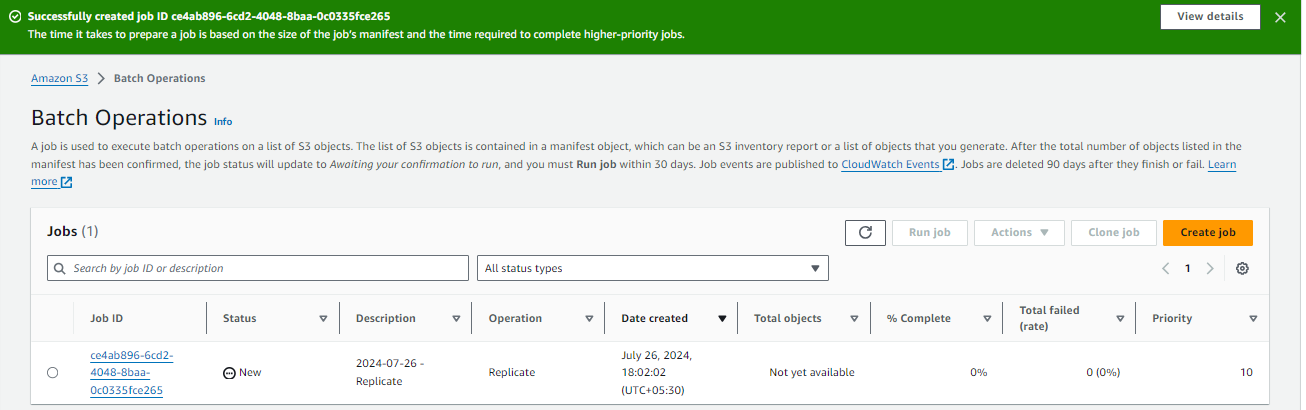 Successfully created job ID ce4ab896-6cd2-4048-8baa-0c0335fce265
The time it takes to prepare a job is based on the size of the job's manifest and the time required to complete higher-priority jobs.
View details
Amazon S3 > Batch Operations
Batch Operations Info
A job is used to execute batch operations on a list of S3 objects. The list of S3 objects is contained in a manifest object, which can be an S3 inventory report or a list of objects that you generate. After the total number of objects listed in the
manifest has been confirmed, the job status will update to Awaiting your confirmation to run, and you must Run job within 30 days. Job events are published to CloudWatch Events. Jobs are deleted 90 days after they finish or fail. Learn
more
Jobs (1)
Run job
Actions
Clone job
Create job
Search by job ID or description
All status types
1
Job ID
Status
Description
Operation
Date created
Total objects
% Complete
Total failed
(rate)
Priority
ce4ab896-6cd2-
4048-8baa-
0c0335fce265
New
2024-07-26 -
Replicate
Replicate
July 26, 2024,
18:02:02
(UTC+05:30)
Not yet available
0%
0 (0%)
10